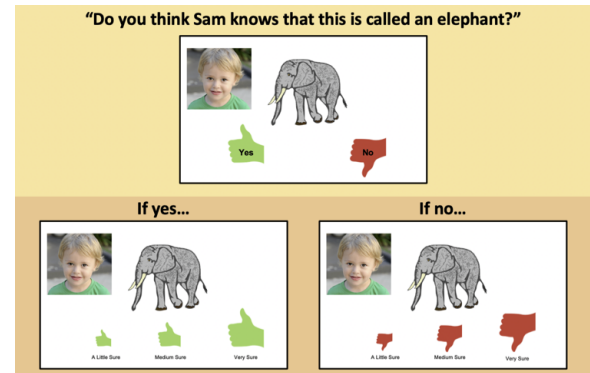 “Do you think Sam knows that this is called an elephant?”
Yes No
If yes... If no...
A Little Sure Medium Sure Very Sure
A Little Sure Medium Sure Very Sure